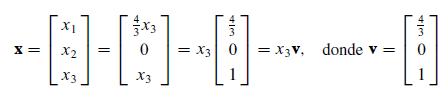 x = [x₁ x₂ x₃] = [4/3 x₃ 0 x₃] = x₃ [4/3 0 1] = x₃v, donde v = [4/3 0 1]